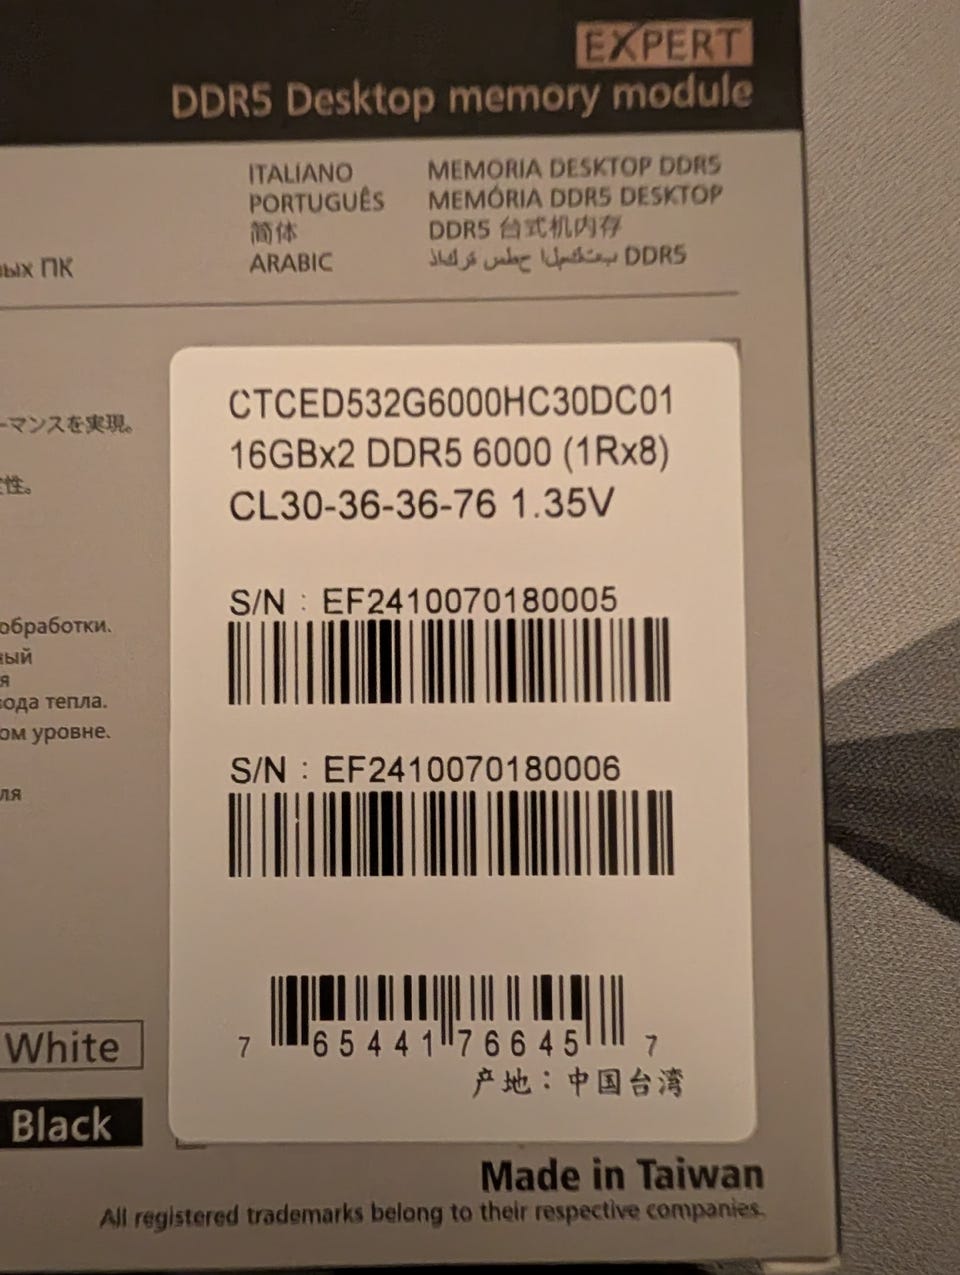 EXPERT
DDR5 Desktop memory module
ITALIANO MEMORIA DESKTOP DDR5
PORTUGUÊS MEMÓRIA DDR5 DESKTOP
简体 DDR5 台式机内存
ARABIC DDR5
ых ПК
ーマンスを実現。
性。
CTCED532G6000HC30DC01
16GBx2 DDR5 6000 (1Rx8)
CL30-36-36-76 1.35V
обработки.
ный
я
вода тепла.
ом уровне.
ля
S/N : EF2410070180005
S/N : EF2410070180006
7 65441 76645 7
产地：中国台湾
White
Black
Made in Taiwan
All registered trademarks belong to their respective companies.